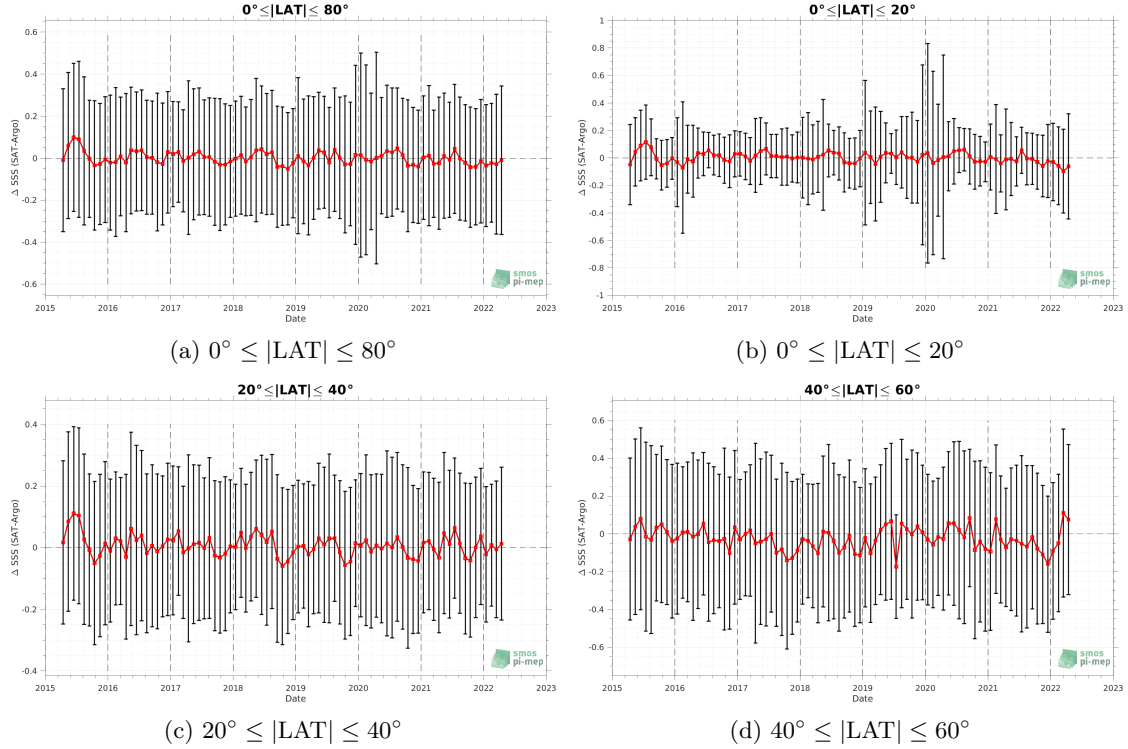 0°≤|LAT|≤ 80°
Δ SSS (SAT-Argo)
0.6
0.4
0.2
0
-0.2
-0.4
-0.6
2015 2016 2017 2018 2019 2020 2021 2022 2023
Date
smos
pi-mep
(a) 0° ≤ |LAT| ≤ 80°
0°≤|LAT|≤ 20°
Δ SSS (SAT-Argo)
1
0.8
0.6
0.4
0.2
0
-0.2
-0.4
-0.6
-0.8
-1
2015 2016 2017 2018 2019 2020 2021 2022 2023
Date
smos
pi-mep
(b) 0° ≤ |LAT| ≤ 20°
20°≤|LAT|≤ 40°
Δ SSS (SAT-Argo)
0.4
0.2
0
-0.2
-0.4
2015 2016 2017 2018 2019 2020 2021 2022 2023
Date
smos
pi-mep
(c) 20° ≤ |LAT| ≤ 40°
40°≤|LAT|≤ 60°
Δ SSS (SAT-Argo)
0.6
0.4
0.2
0
-0.2
-0.4
-0.6
2015 2016 2017 2018 2019 2020 2021 2022 2023
Date
smos
pi-mep
(d) 40° ≤ |LAT| ≤ 60°